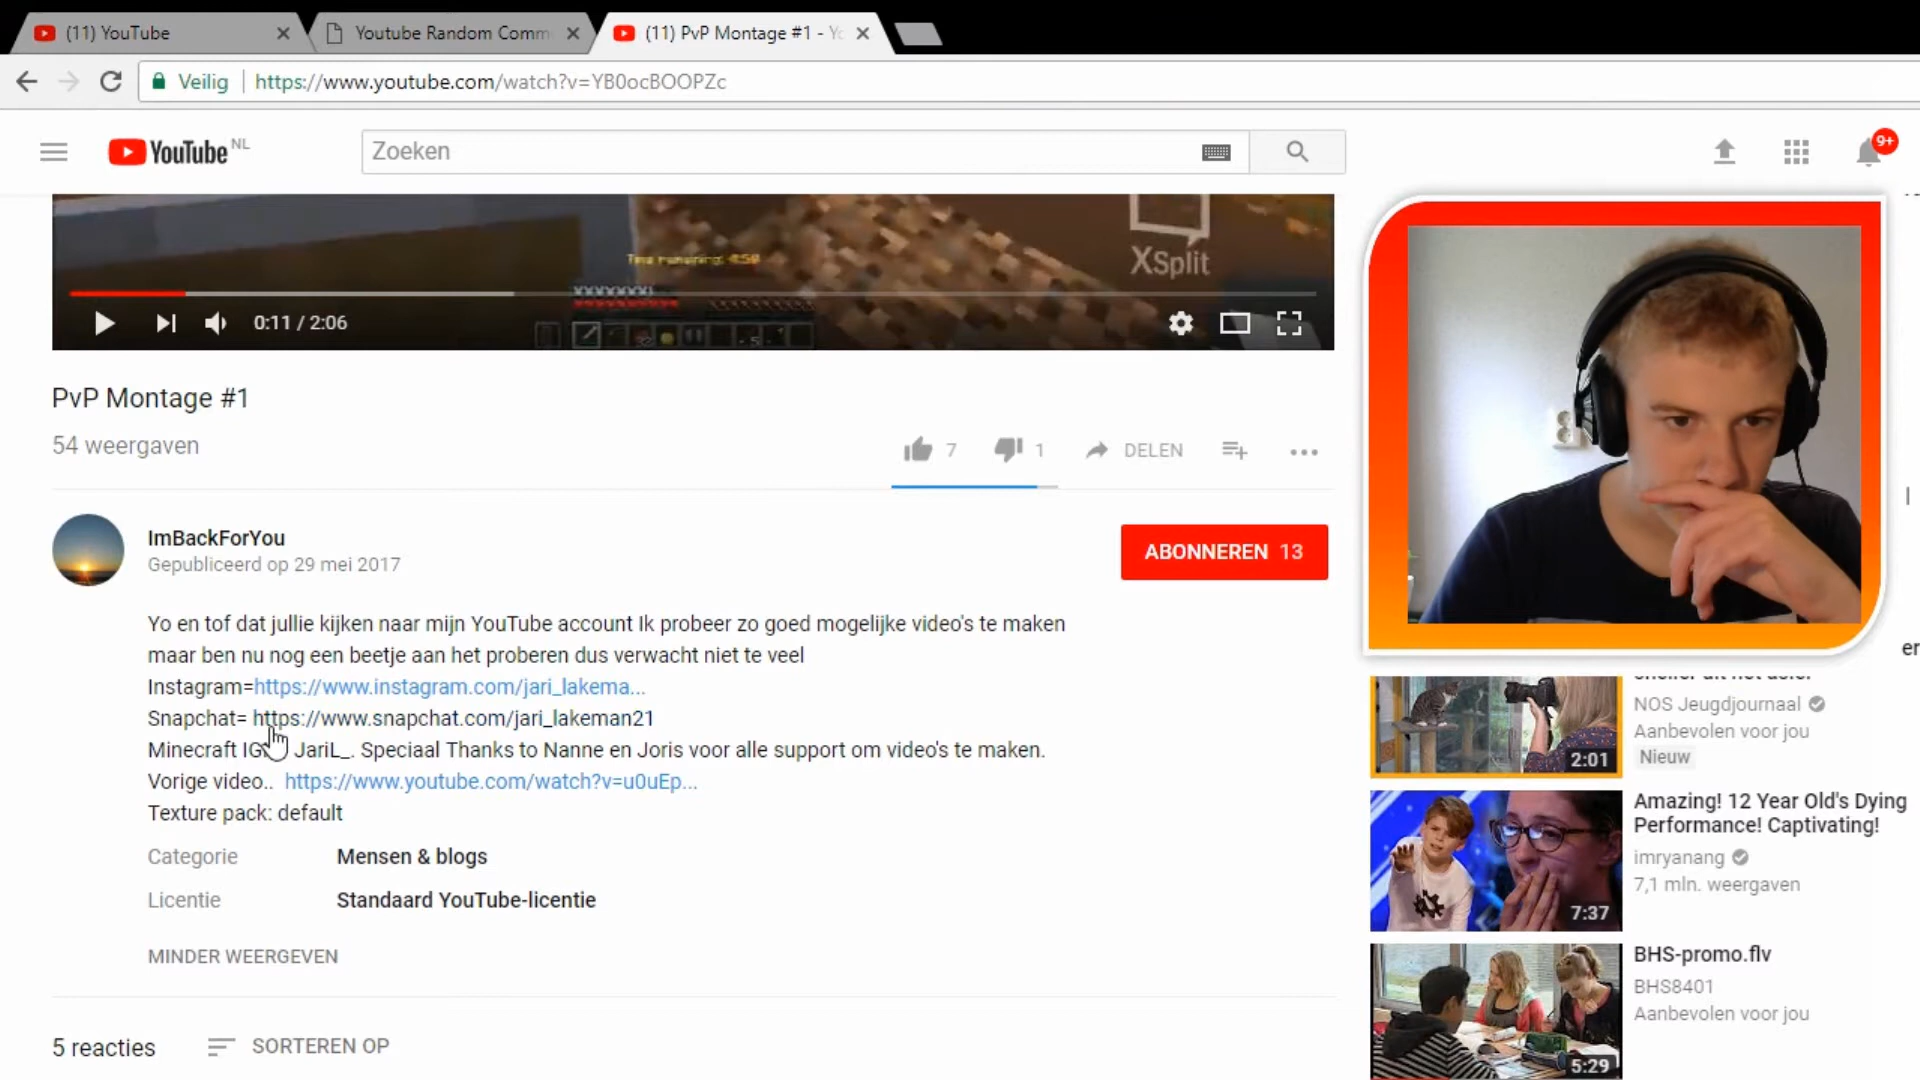 (11) YouTube
Youtube Random Comm
(11) PvP Montage #1 - Yo
Veilig
https://www.youtube.com/watch?v=YB0ocBOOPZc
YouTube NL
Zoeken
9+
Time remaining: 4:59
XSplit
0:11 / 2:06
PvP Montage #1
54 weergaven
7
1
DELEN
ImBackForYou
Gepubliceerd op 29 mei 2017
ABONNEREN 13
Yo en tof dat jullie kijken naar mijn YouTube account Ik probeer zo goed mogelijke video's te maken
maar ben nu nog een beetje aan het proberen dus verwacht niet te veel
Instagram=https://www.instagram.com/jari_lakema...
Snapchat= https://www.snapchat.com/jari_lakeman21
Minecraft IG JariL_. Speciaal Thanks to Nanne en Joris voor alle support om video's te maken.
Vorige video.. https://www.youtube.com/watch?v=u0uEp...
Texture pack: default
Categorie Mensen & blogs
Licentie Standaard YouTube-licentie
MINDER WEERGEVEN
5 reacties
SORTEREN OP
er
NOS Jeugdjournaal
Aanbevolen voor jou
Nieuw
2:01
Amazing! 12 Year Old's Dying
Performance! Captivating!
imryanang
7,1 mln. weergaven
7:37
BHS-promo.flv
BHS8401
Aanbevolen voor jou
5:29